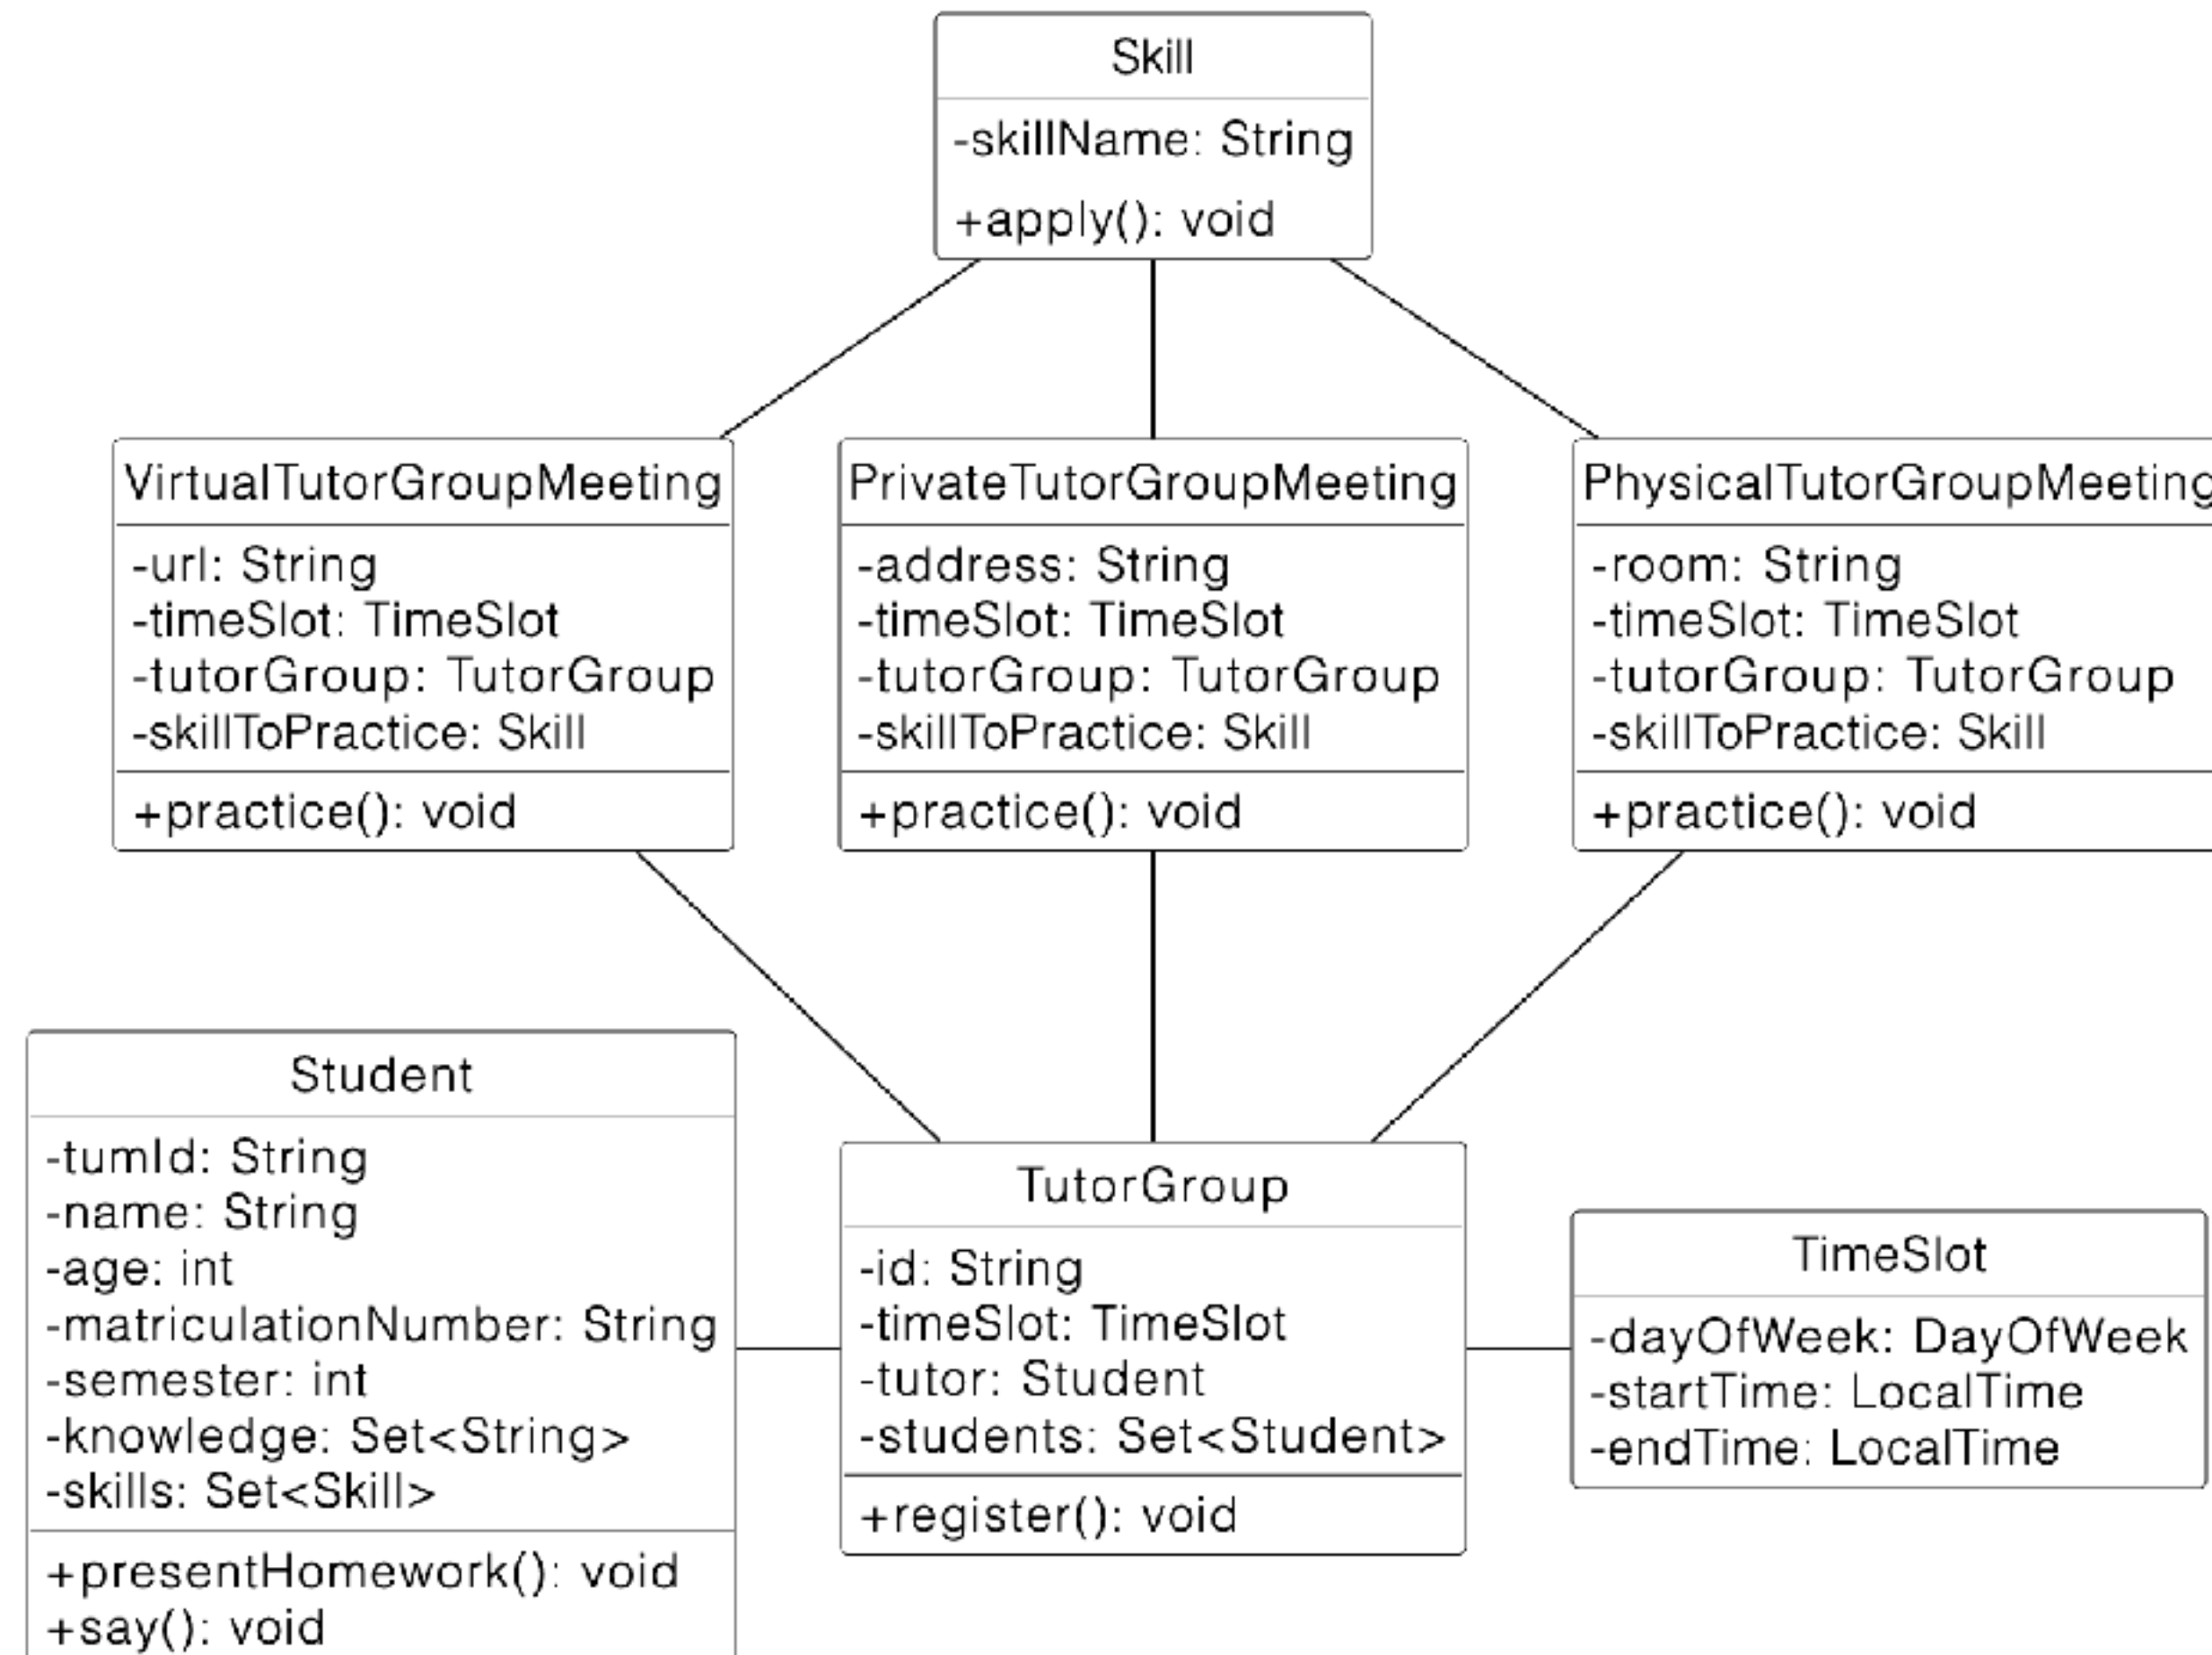 Skill
-skillName: String
+apply(): void
VirtualTutorGroupMeeting
-url: String
-timeSlot: TimeSlot
-tutorGroup: TutorGroup
-skillToPractice: Skill
+practice(): void
PrivateTutorGroupMeeting
-address: String
-timeSlot: TimeSlot
-tutorGroup: TutorGroup
-skillToPractice: Skill
+practice(): void
PhysicalTutorGroupMeeting
-room: String
-timeSlot: TimeSlot
-tutorGroup: TutorGroup
-skillToPractice: Skill
+practice(): void
Student
-tumId: String
-name: String
-age: int
-matriculationNumber: String
-semester: int
-knowledge: Set<String>
-skills: Set<Skill>
+presentHomework(): void
+say(): void
TutorGroup
-id: String
-timeSlot: TimeSlot
-tutor: Student
-students: Set<Student>
+register(): void
TimeSlot
-dayOfWeek: DayOfWeek
-startTime: LocalTime
-endTime: LocalTime